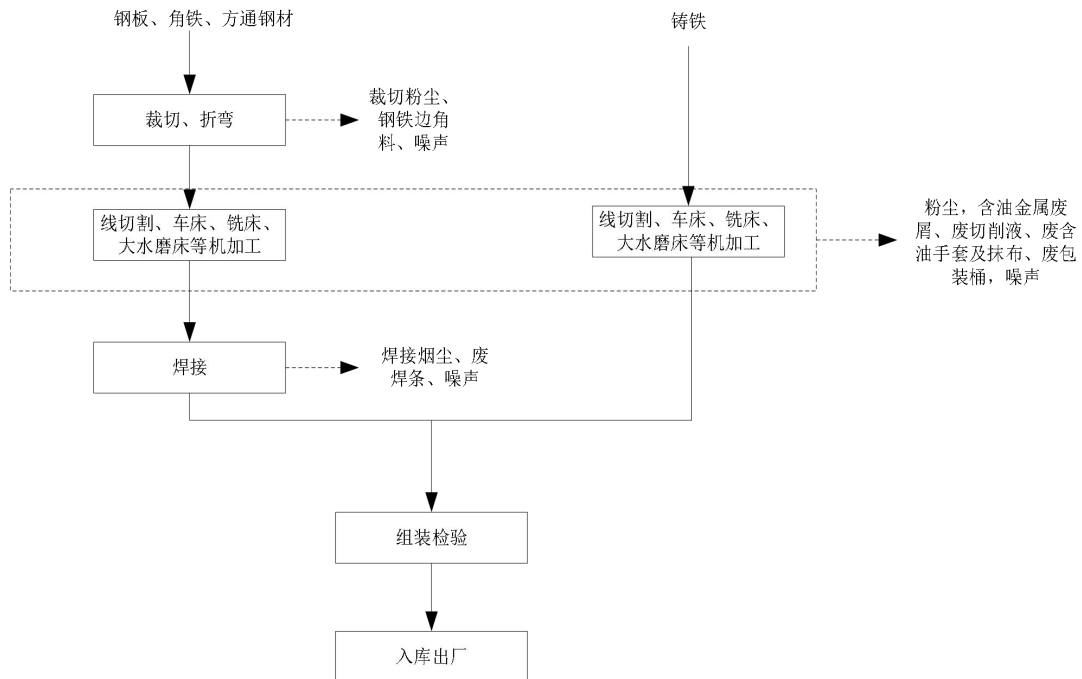 钢板、角铁、方通钢材
铸铁
裁切、折弯
裁切粉尘、
钢铁边角
料、噪声
线切割、车床、铣床、
大水磨床等机加工
线切割、车床、铣床、
大水磨床等机加工
粉尘，含油金属废
屑、废切削液、废含
油手套及抹布、废包
装桶，噪声
焊接
焊接烟尘、废
焊条、噪声
组装检验
入库出厂